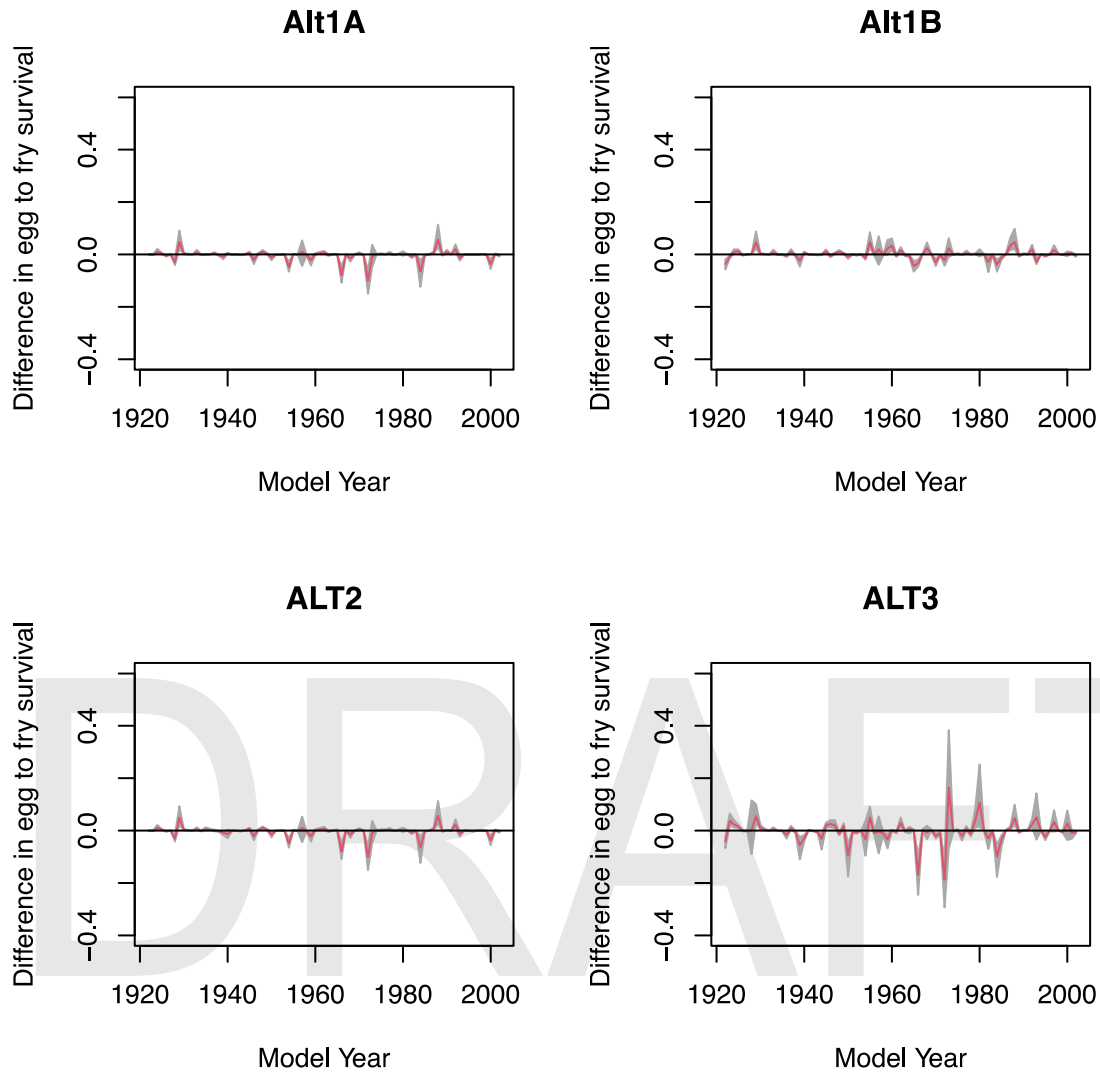 Alt1A
Difference in egg to fry survival
0.4
0.0
−0.4
1920 1940 1960 1980 2000
Model Year
Alt1B
Difference in egg to fry survival
0.4
0.0
−0.4
1920 1940 1960 1980 2000
Model Year
ALT2
Difference in egg to fry survival
0.4
0.0
−0.4
1920 1940 1960 1980 2000
Model Year
ALT3
Difference in egg to fry survival
0.4
0.0
−0.4
1920 1940 1960 1980 2000
Model Year
DRAFT